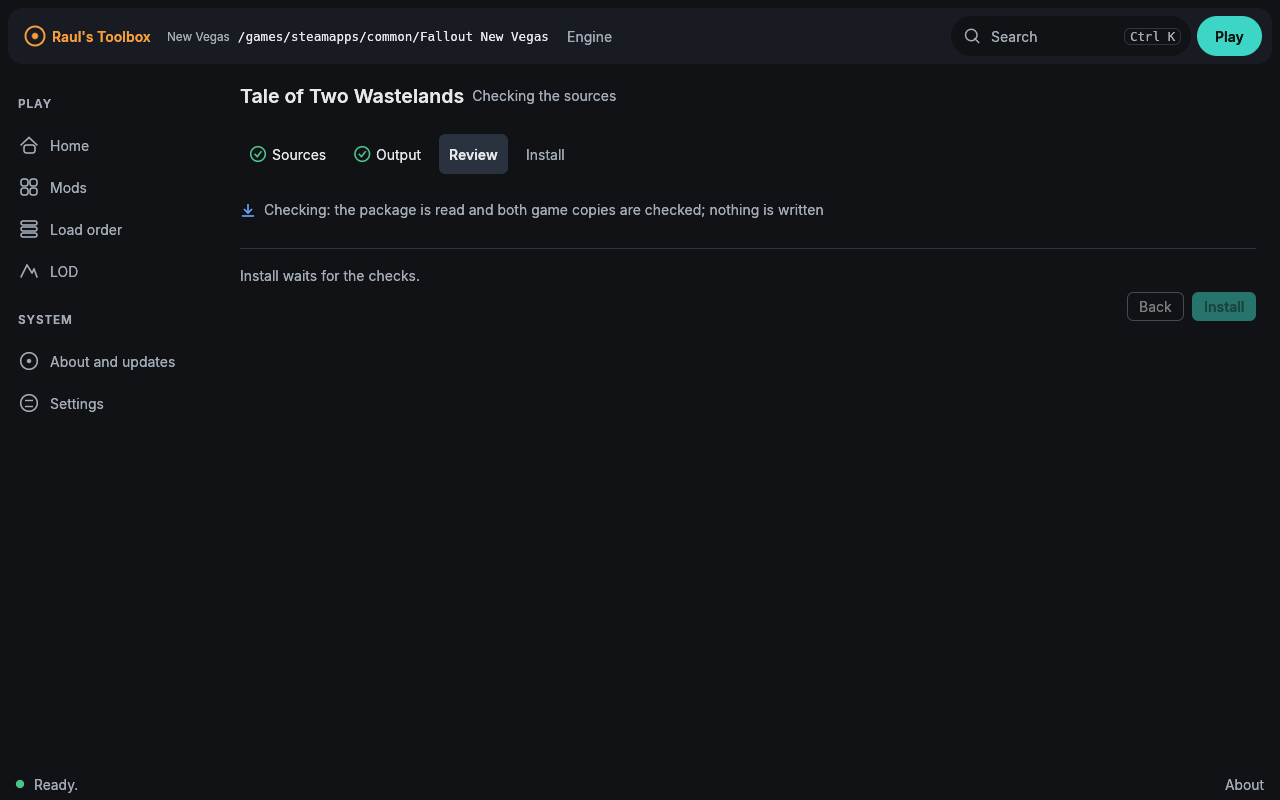 Raul's Toolbox New Vegas /games/steamapps/common/Fallout New Vegas Engine Search Ctrl K Play
PLAY
Home
Mods
Load order
LOD
SYSTEM
About and updates
Settings
Tale of Two Wastelands Checking the sources
Sources Output Review Install
Checking: the package is read and both game copies are checked; nothing is written
Install waits for the checks.
Back Install
Ready. About